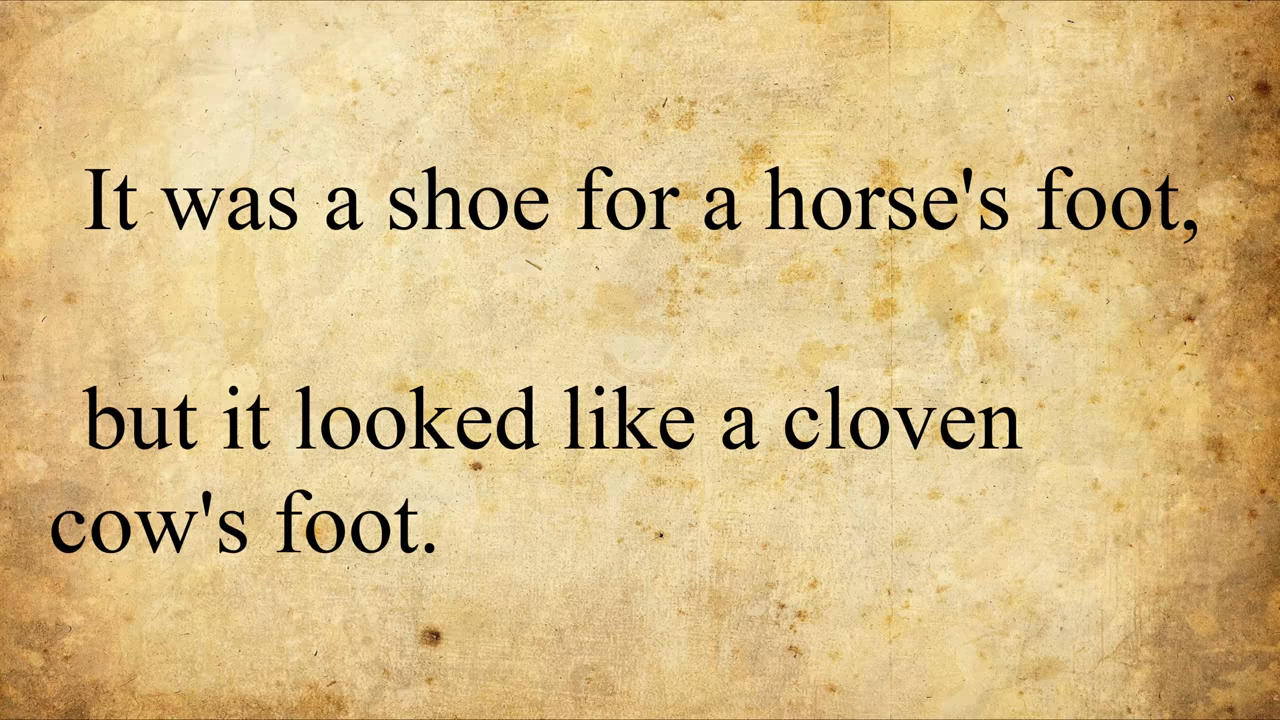 It was a shoe for a horse's foot,
but it looked like a cloven
cow's foot.